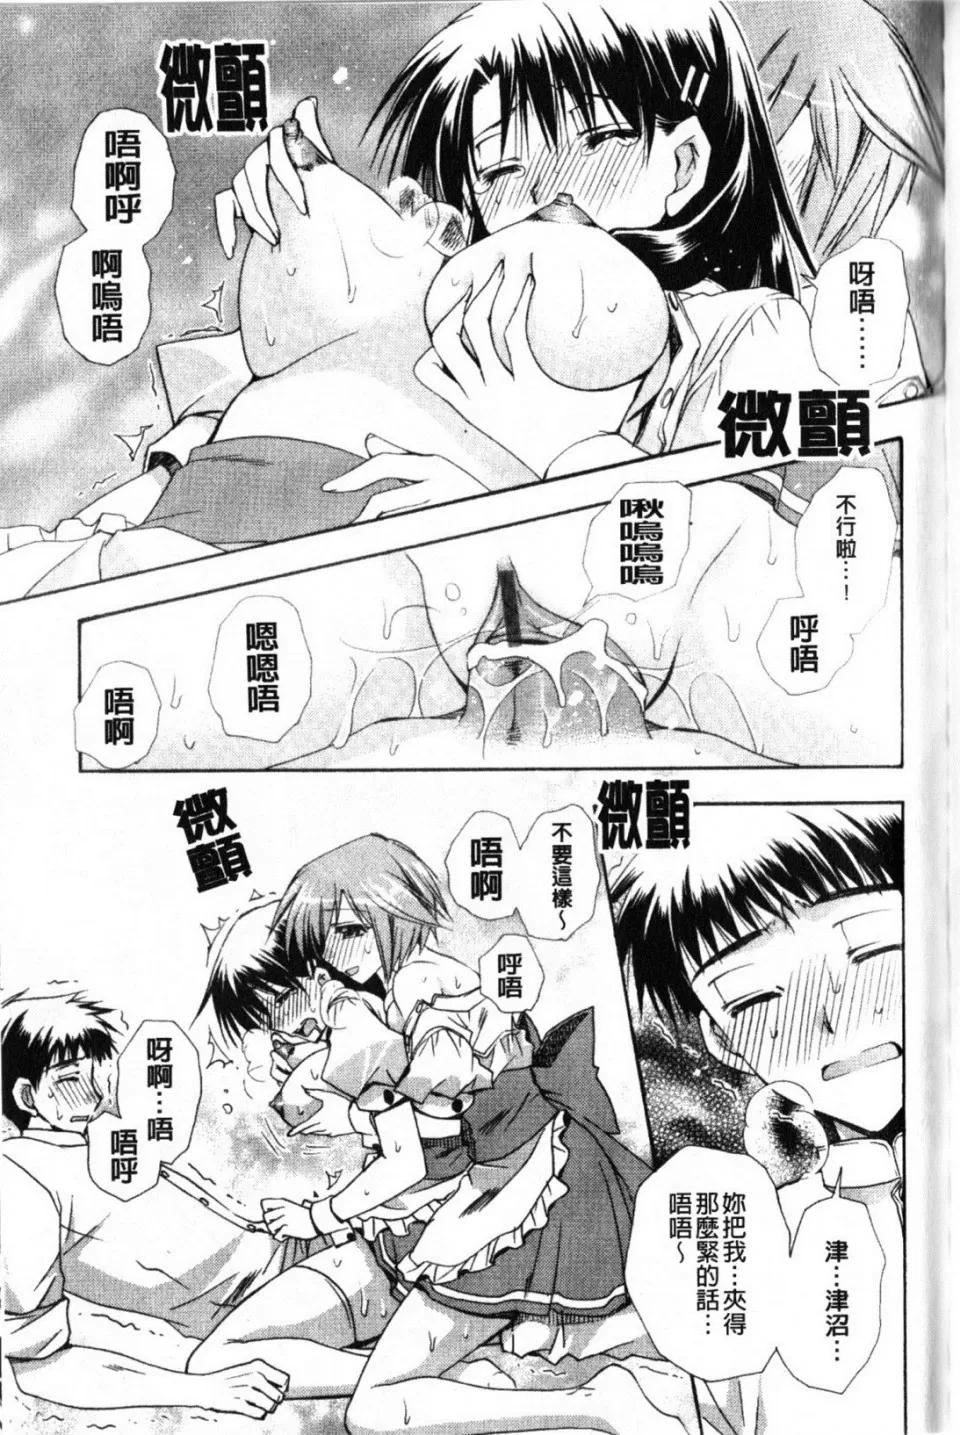 微顫
呀唔……
唔啊呼
啊嗚唔
微顫
不行啦…！
呼唔
啾嗚嗚嗚
嗯嗯唔
唔啊
微顫
津…津沼…
妳把我…夾得
那麼緊的話…
唔唔～
不要這樣～
唔啊
呼唔
微顫
呀啊…唔
唔呼